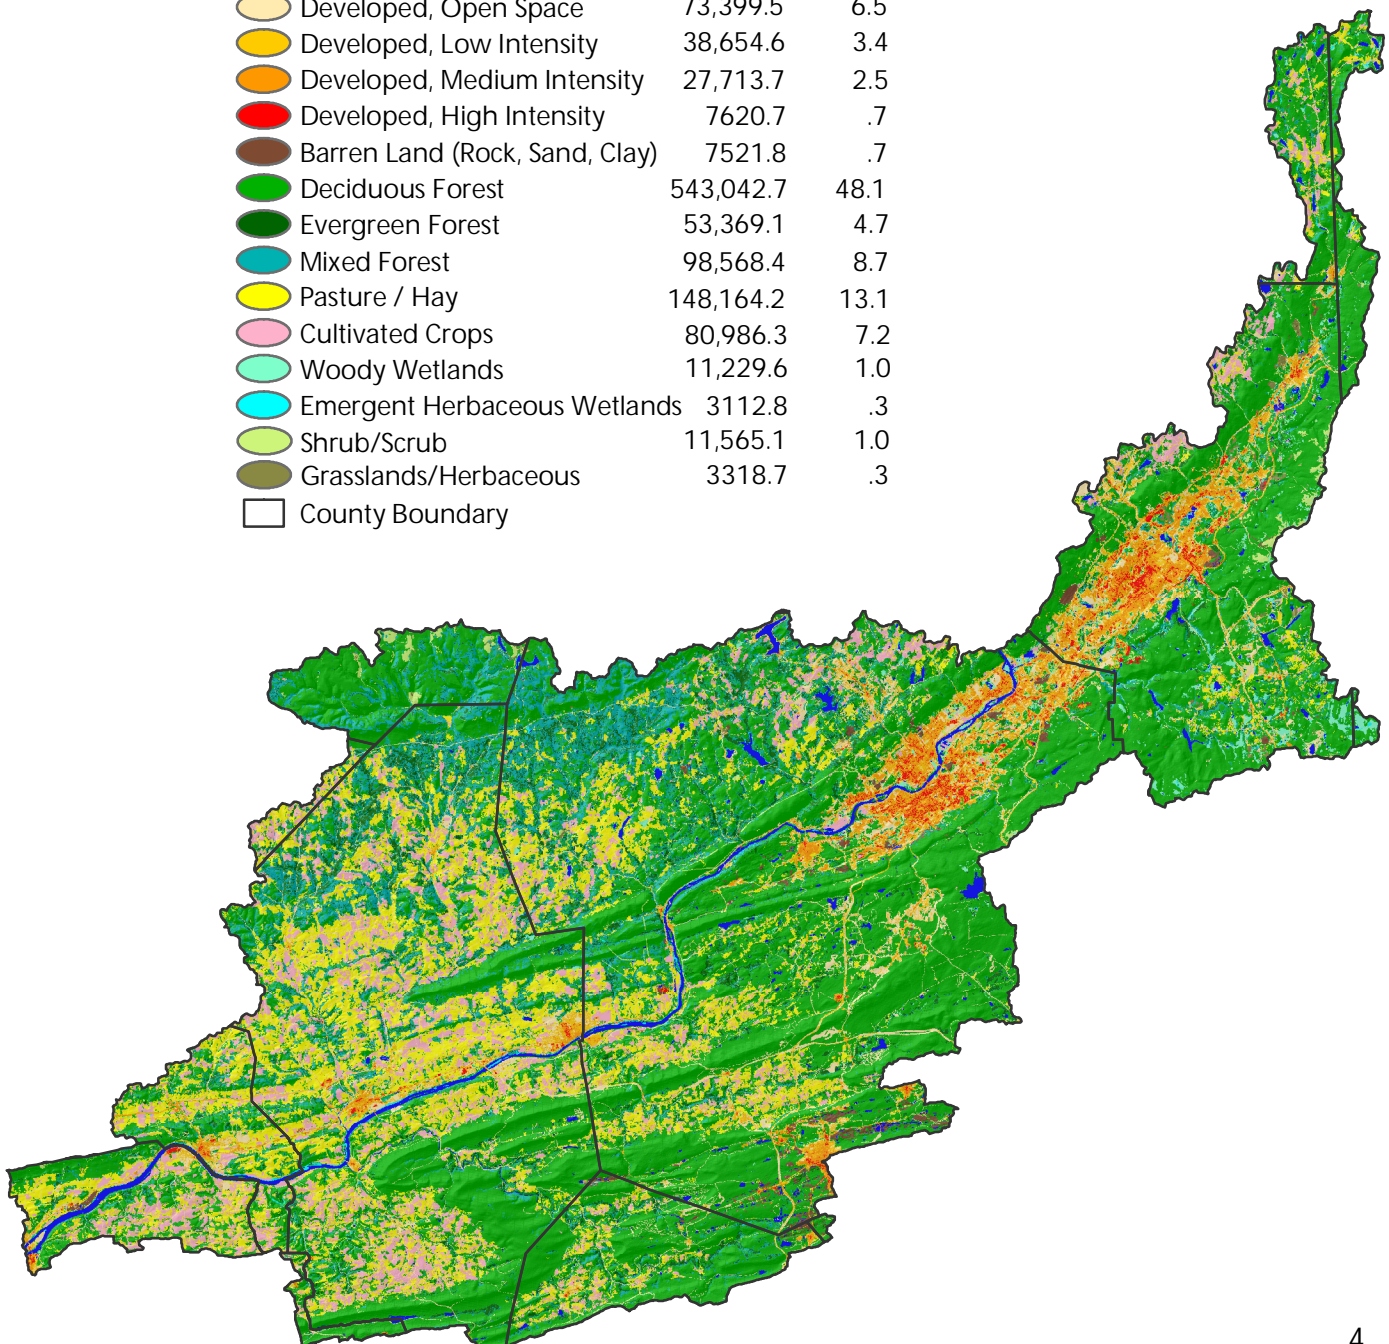 Developed, Open Space 73,399.5 6.5
Developed, Low Intensity 38,654.6 3.4
Developed, Medium Intensity 27,713.7 2.5
Developed, High Intensity 7620.7 .7
Barren Land (Rock, Sand, Clay) 7521.8 .7
Deciduous Forest 543,042.7 48.1
Evergreen Forest 53,369.1 4.7
Mixed Forest 98,568.4 8.7
Pasture / Hay 148,164.2 13.1
Cultivated Crops 80,986.3 7.2
Woody Wetlands 11,229.6 1.0
Emergent Herbaceous Wetlands 3112.8 .3
Shrub/Scrub 11,565.1 1.0
Grasslands/Herbaceous 3318.7 .3
County Boundary
4